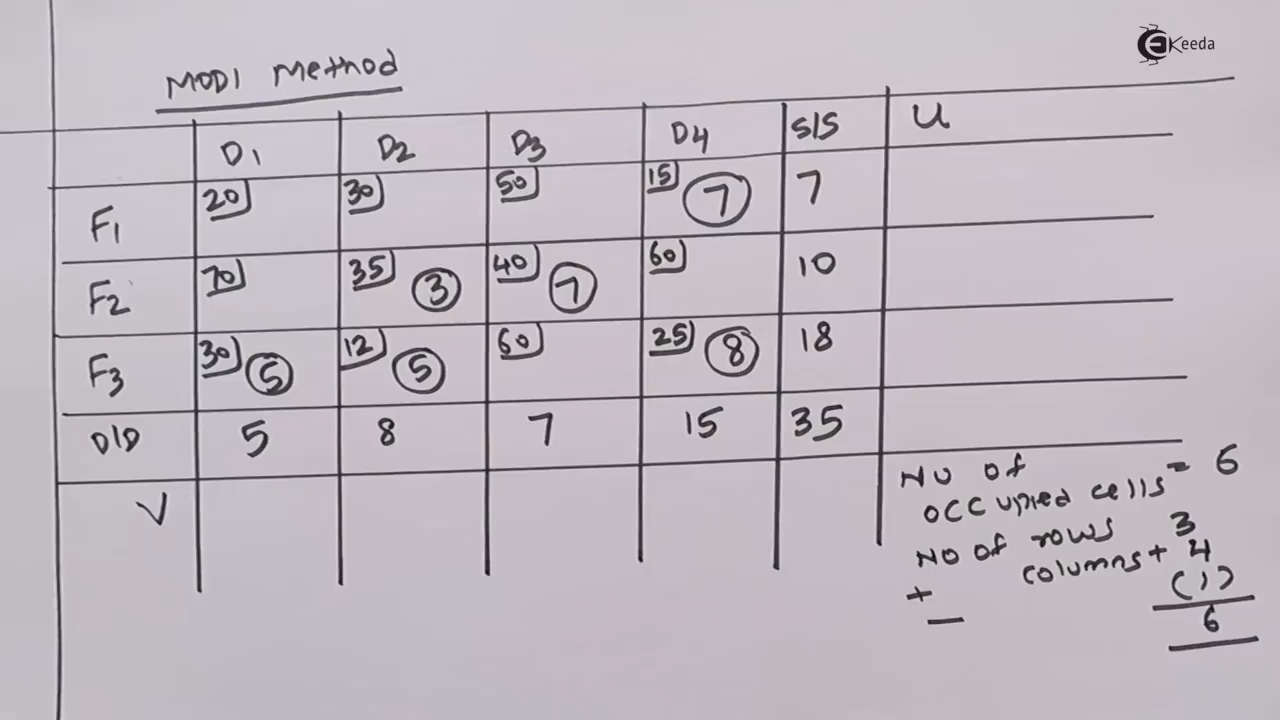 EKeeda
MODI Method
D1 D2 D3 D4 S/S U
F1 20 30 50 15 7 7
F2 70 35 3 40 7 60 10
F3 30 5 12 5 60 25 8 18
D/D 5 8 7 15 35
V
NO OF
OCCUPIED CELLS = 6
NO OF ROWS 3
+ COLUMNS + 4
— (1)
6